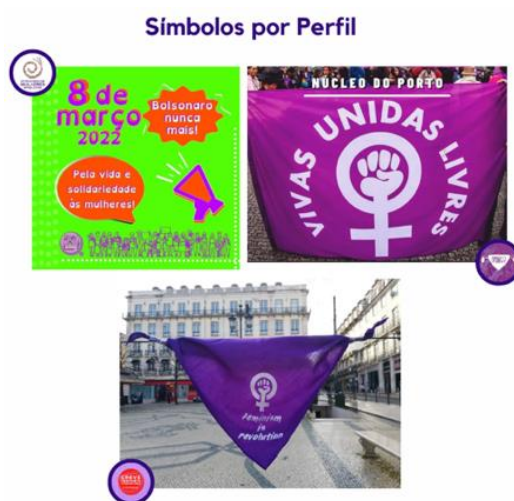 Símbolos por Perfil
8 de
março
2022
Bolsonaro
nunca
mais!
Pela vida e
solidariedade
às mulheres!
NÚCLEO DO PORTO
VIVAS UNIDAS LIVRES
Feminism
is
revolution